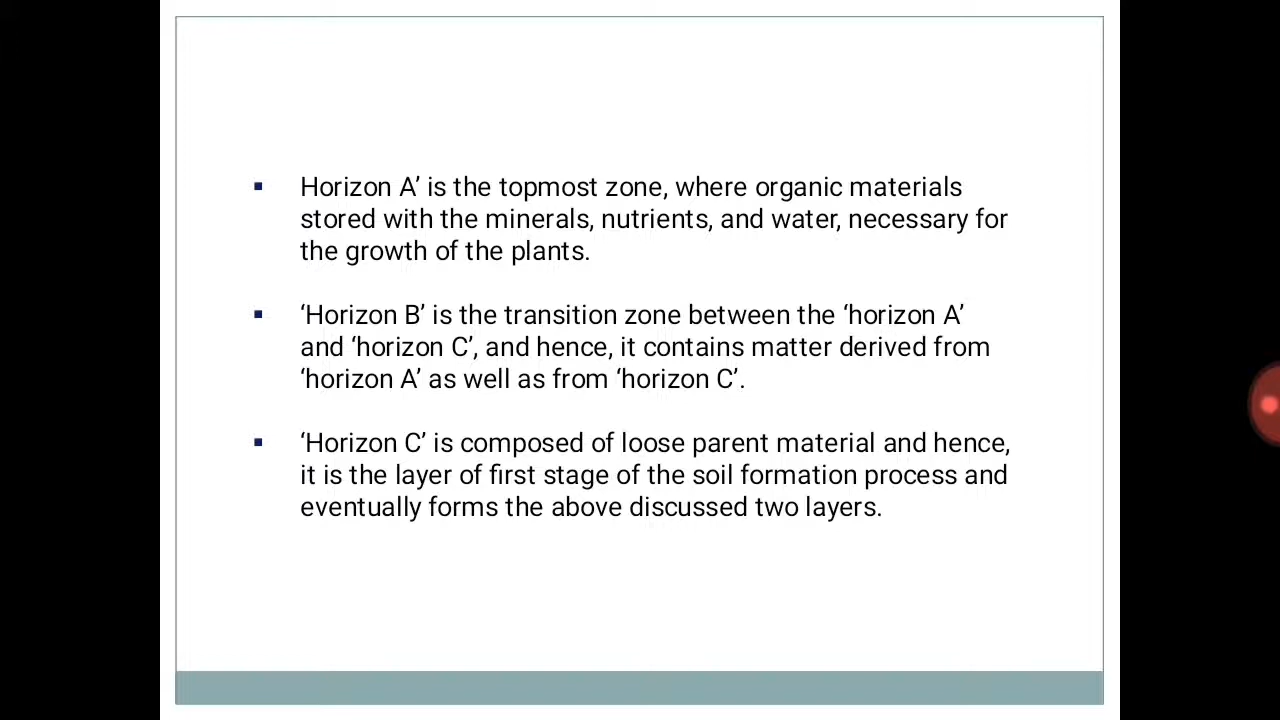 Horizon A’ is the topmost zone, where organic materials
stored with the minerals, nutrients, and water, necessary for
the growth of the plants.
‘Horizon B’ is the transition zone between the ‘horizon A’
and ‘horizon C’, and hence, it contains matter derived from
‘horizon A’ as well as from ‘horizon C’.
‘Horizon C’ is composed of loose parent material and hence,
it is the layer of first stage of the soil formation process and
eventually forms the above discussed two layers.